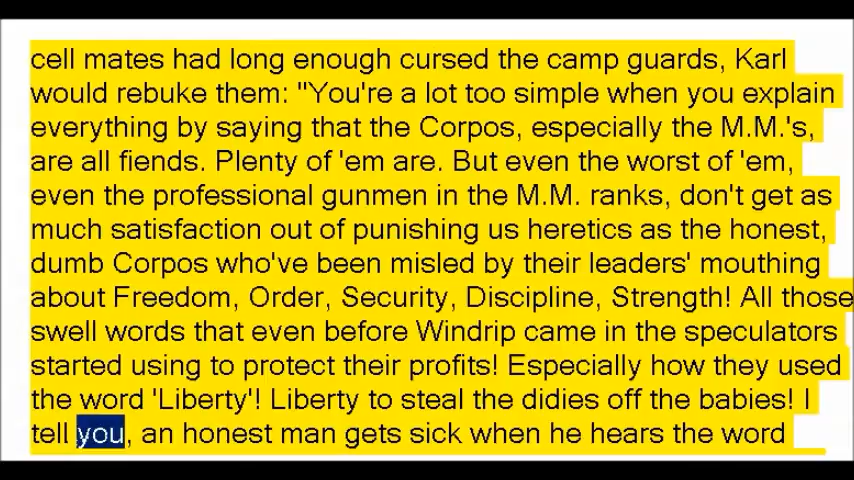 cell mates had long enough cursed the camp guards, Karl
would rebuke them: "You're a lot too simple when you explain
everything by saying that the Corpos, especially the M.M.'s,
are all fiends. Plenty of 'em are. But even the worst of 'em,
even the professional gunmen in the M.M. ranks, don't get as
much satisfaction out of punishing us heretics as the honest,
dumb Corpos who've been misled by their leaders' mouthing
about Freedom, Order, Security, Discipline, Strength! All those
swell words that even before Windrip came in the speculators
started using to protect their profits! Especially how they used
the word 'Liberty'! Liberty to steal the didies off the babies! I
tell you, an honest man gets sick when he hears the word